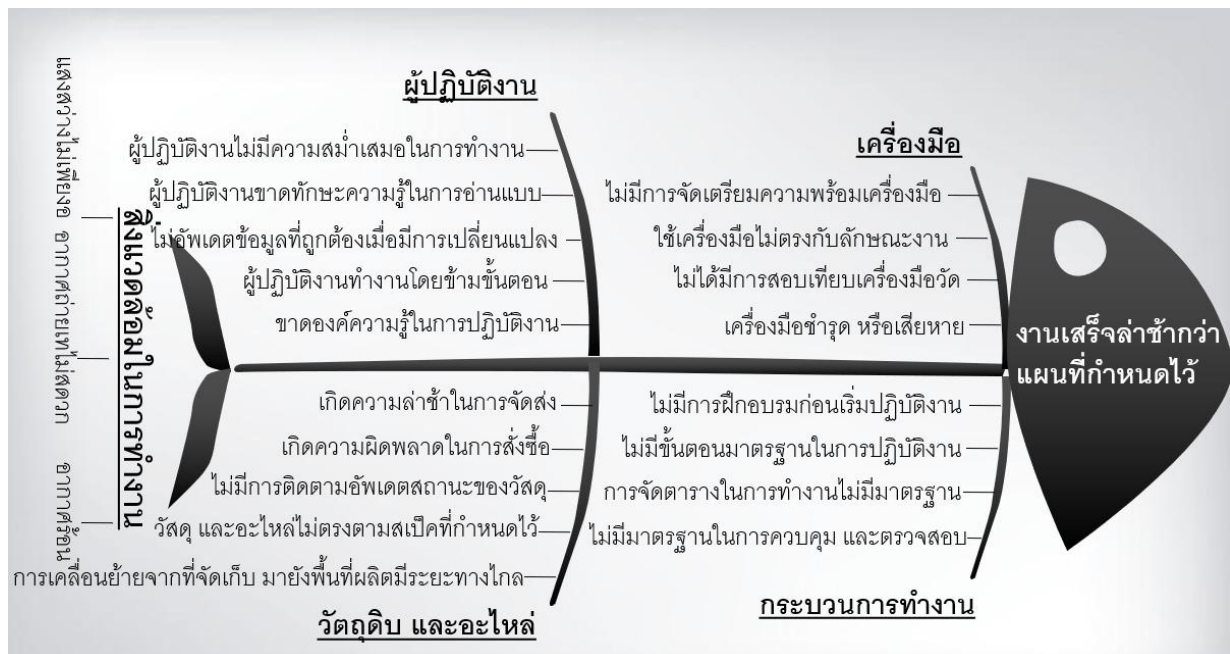 ผู้ปฏิบัติงาน
ผู้ปฏิบัติงานไม่มีความสม่ำเสมอในการทำงาน
ผู้ปฏิบัติงานขาดทักษะความรู้ในการอ่านแบบ
ไม่อัพเดตข้อมูลที่ถูกต้องเมื่อมีการเปลี่ยนแปลง
ผู้ปฏิบัติงานทำงานโดยข้ามขั้นตอน
ขาดองค์ความรู้ในการปฏิบัติงาน
เครื่องมือ
ไม่มีการจัดเตรียมความพร้อมเครื่องมือ
ใช้เครื่องมือไม่ตรงกับลักษณะงาน
ไม่ได้มีการสอบเทียบเครื่องมือวัด
เครื่องมือชำรุด หรือเสียหาย
งานเสร็จล่าช้ากว่า
แผนที่กำหนดไว้
สิ่งแวดล้อมในการทำงาน
แสงสว่างไม่เพียงอ
อากาศถ่ายเทไม่สดวก
อากาศร้อน
เกิดความล่าช้าในการจัดส่ง
เกิดความผิดพลาดในการสั่งซื้อ
ไม่มีการติดตามอัพเดตสถานะของวัสดุ
วัสดุ และอะไหล่ไม่ตรงตามสเป็คที่กำหนดไว้
การเคลื่อนย้ายจากที่จัดเก็บ มายังพื้นที่ผลิตมีระยะทางไกล
วัตถุดิบ และอะไหล่
ไม่มีการฝึกอบรมก่อนเริ่มปฏิบัติงาน
ไม่มีขั้นตอนมาตรฐานในการปฏิบัติงาน
การจัดตารางในการทำงานไม่มีมาตรฐาน
ไม่มีมาตรฐานในการควบคุม และตรวจสอบ
กระบวนการทำงาน